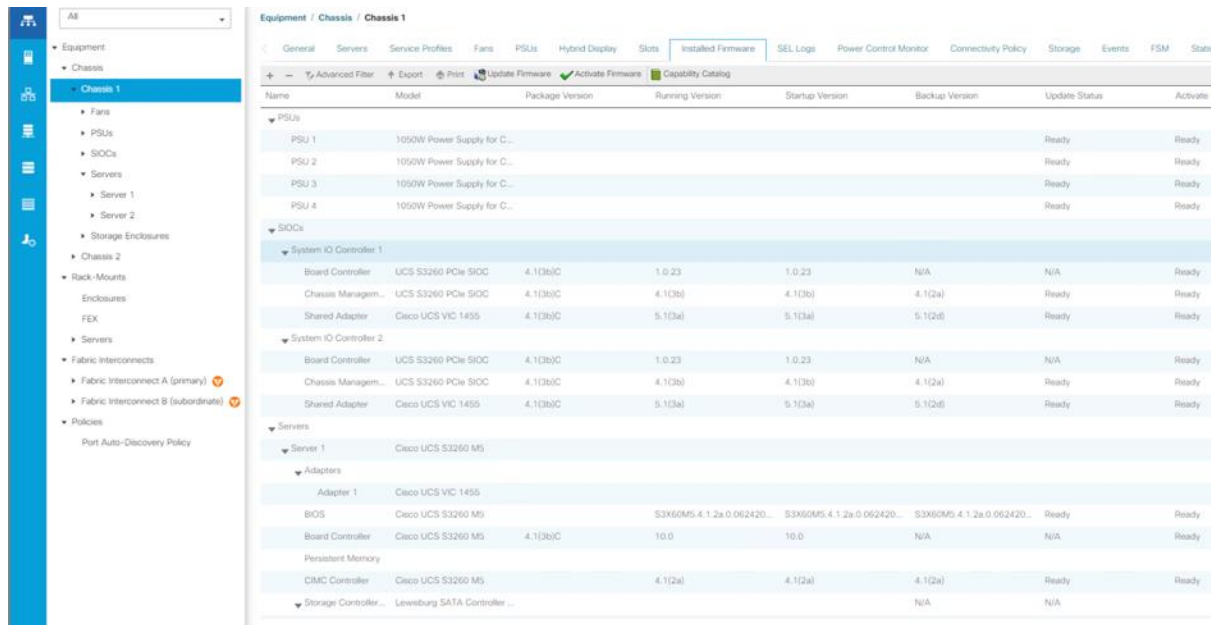 All
Equipment
Chassis
Chassis 1
Fans
PSUs
SIOCs
Servers
Server 1
Server 2
Storage Enclosures
Chassis 2
Rack-Mounts
Enclosures
FEX
Servers
Fabric Interconnects
Fabric Interconnect A (primary)
Fabric Interconnect B (subordinate)
Policies
Port Auto-Discovery Policy
Equipment / Chassis / Chassis 1
General Servers Service Profiles Fans PSUs Hybrid Display Slots Installed Firmware SEL Logs Power Control Monitor Connectivity Policy Storage Events FSM Stati
+ − Advanced Filter Export Print Update Firmware Activate Firmware Capability Catalog
Name Model Package Version Running Version Startup Version Backup Version Update Status Activate
PSUs
PSU 1 1050W Power Supply for C... Ready Ready
PSU 2 1050W Power Supply for C... Ready Ready
PSU 3 1050W Power Supply for C... Ready Ready
PSU 4 1050W Power Supply for C... Ready Ready
SIOCs
System IO Controller 1
Board Controller UCS S3260 PCIe SIOC 4.1(3b)C 1.0.23 1.0.23 N/A N/A Ready
Chassis Managem... UCS S3260 PCIe SIOC 4.1(3b)C 4.1(3b) 4.1(3b) 4.1(2a) Ready Ready
Shared Adapter Cisco UCS VIC 1455 4.1(3b)C 5.1(3a) 5.1(3a) 5.1(2d) Ready Ready
System IO Controller 2
Board Controller UCS S3260 PCIe SIOC 4.1(3b)C 1.0.23 1.0.23 N/A N/A Ready
Chassis Managem... UCS S3260 PCIe SIOC 4.1(3b)C 4.1(3b) 4.1(3b) 4.1(2a) Ready Ready
Shared Adapter Cisco UCS VIC 1455 4.1(3b)C 5.1(3a) 5.1(3a) 5.1(2d) Ready Ready
Servers
Server 1 Cisco UCS S3260 M5
Adapters
Adapter 1 Cisco UCS VIC 1455
BIOS Cisco UCS S3260 M5 S3X60M5.4.1.2a.0.062420... S3X60M5.4.1.2a.0.062420... S3X60M5.4.1.2a.0.062420... Ready Ready
Board Controller Cisco UCS S3260 M5 4.1(3b)C 10.0 10.0 N/A N/A Ready
Persistent Memory
CIMC Controller Cisco UCS S3260 M5 4.1(2a) 4.1(2a) 4.1(2a) Ready Ready
Storage Controller... Lewisburg SATA Controller ... N/A N/A